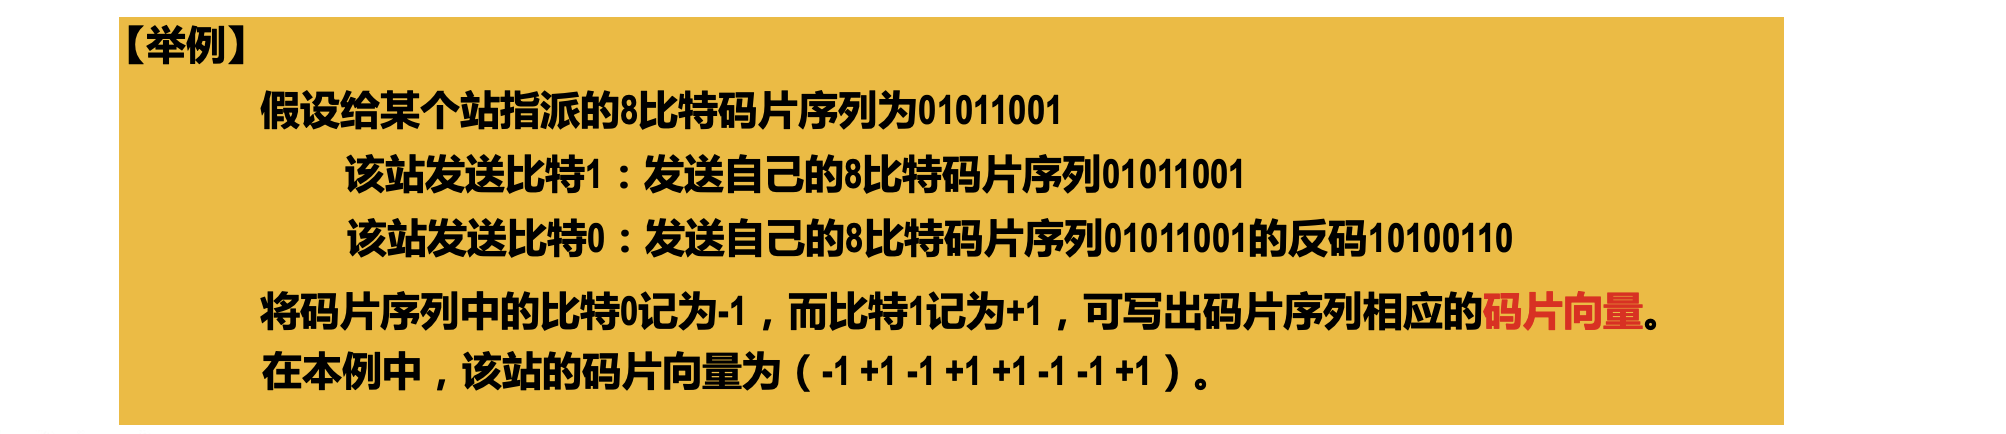 【举例】
假设给某个站指派的8比特码片序列为01011001
该站发送比特1：发送自己的8比特码片序列01011001
该站发送比特0：发送自己的8比特码片序列01011001的反码10100110
将码片序列中的比特0记为-1，而比特1记为+1，可写出码片序列相应的码片向量。
在本例中，该站的码片向量为（-1 +1 -1 +1 +1 -1 -1 +1）。